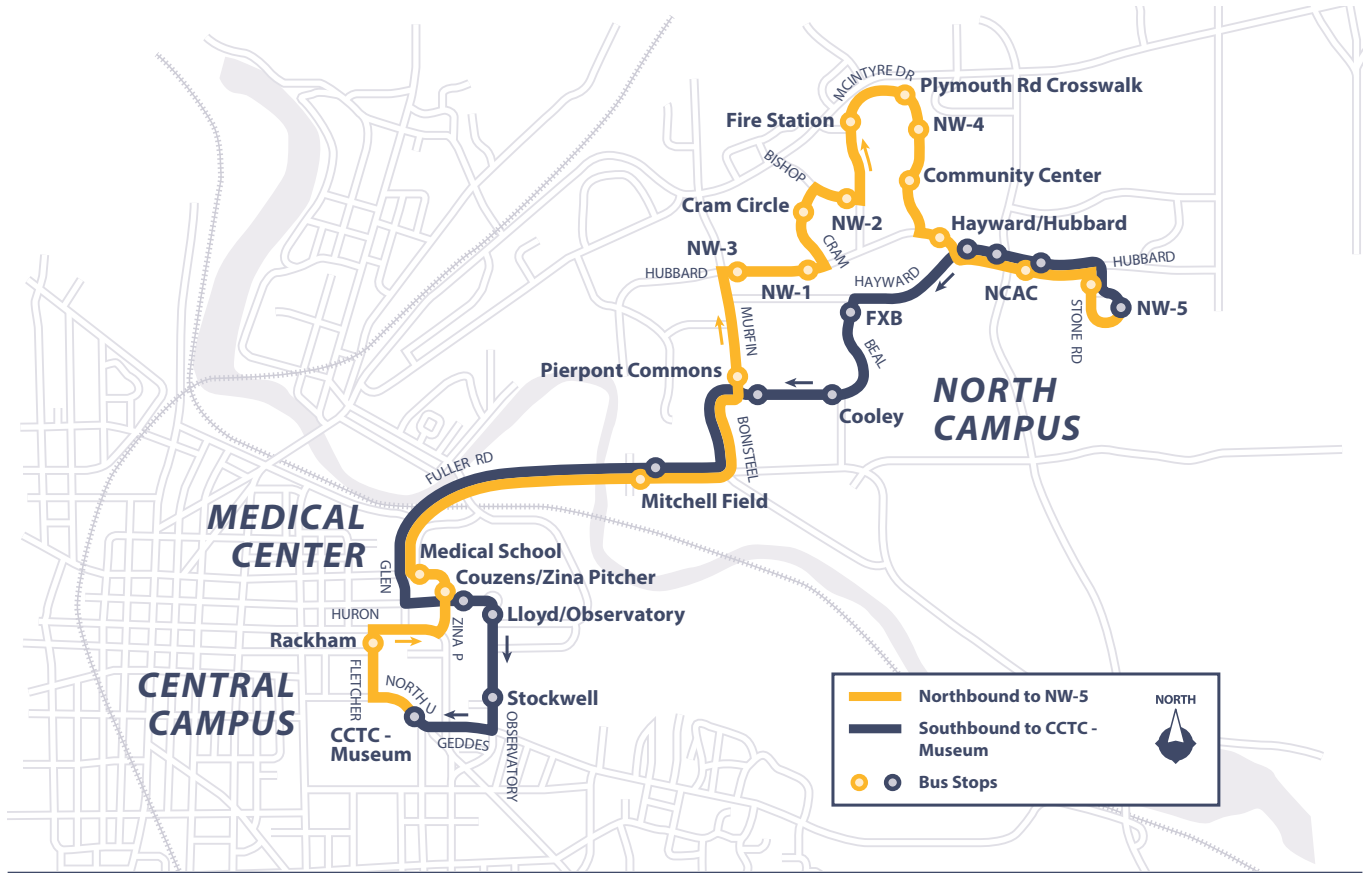 MCINTYRE DR
Plymouth Rd Crosswalk
Fire Station
NW-4
BISHOP
Community Center
Cram Circle
NW-2
Hayward/Hubbard
NW-3
CRAM
HUBBARD
HUBBARD
NW-1
HAYWARD
NCAC
STONE RD
NW-5
MURFIN
FXB
BEAL
Pierpont Commons
NORTH
CAMPUS
Cooley
BONISTEEL
FULLER RD
Mitchell Field
MEDICAL
CENTER
Medical School
GLEN
Couzens/Zina Pitcher
HURON
Lloyd/Observatory
ZINA P
Rackham
CENTRAL
CAMPUS
FLETCHER
NORTH U
Stockwell
OBSERVATORY
CCTC -
Museum
GEDDES
Northbound to NW-5
NORTH
Southbound to CCTC -
Museum
Bus Stops